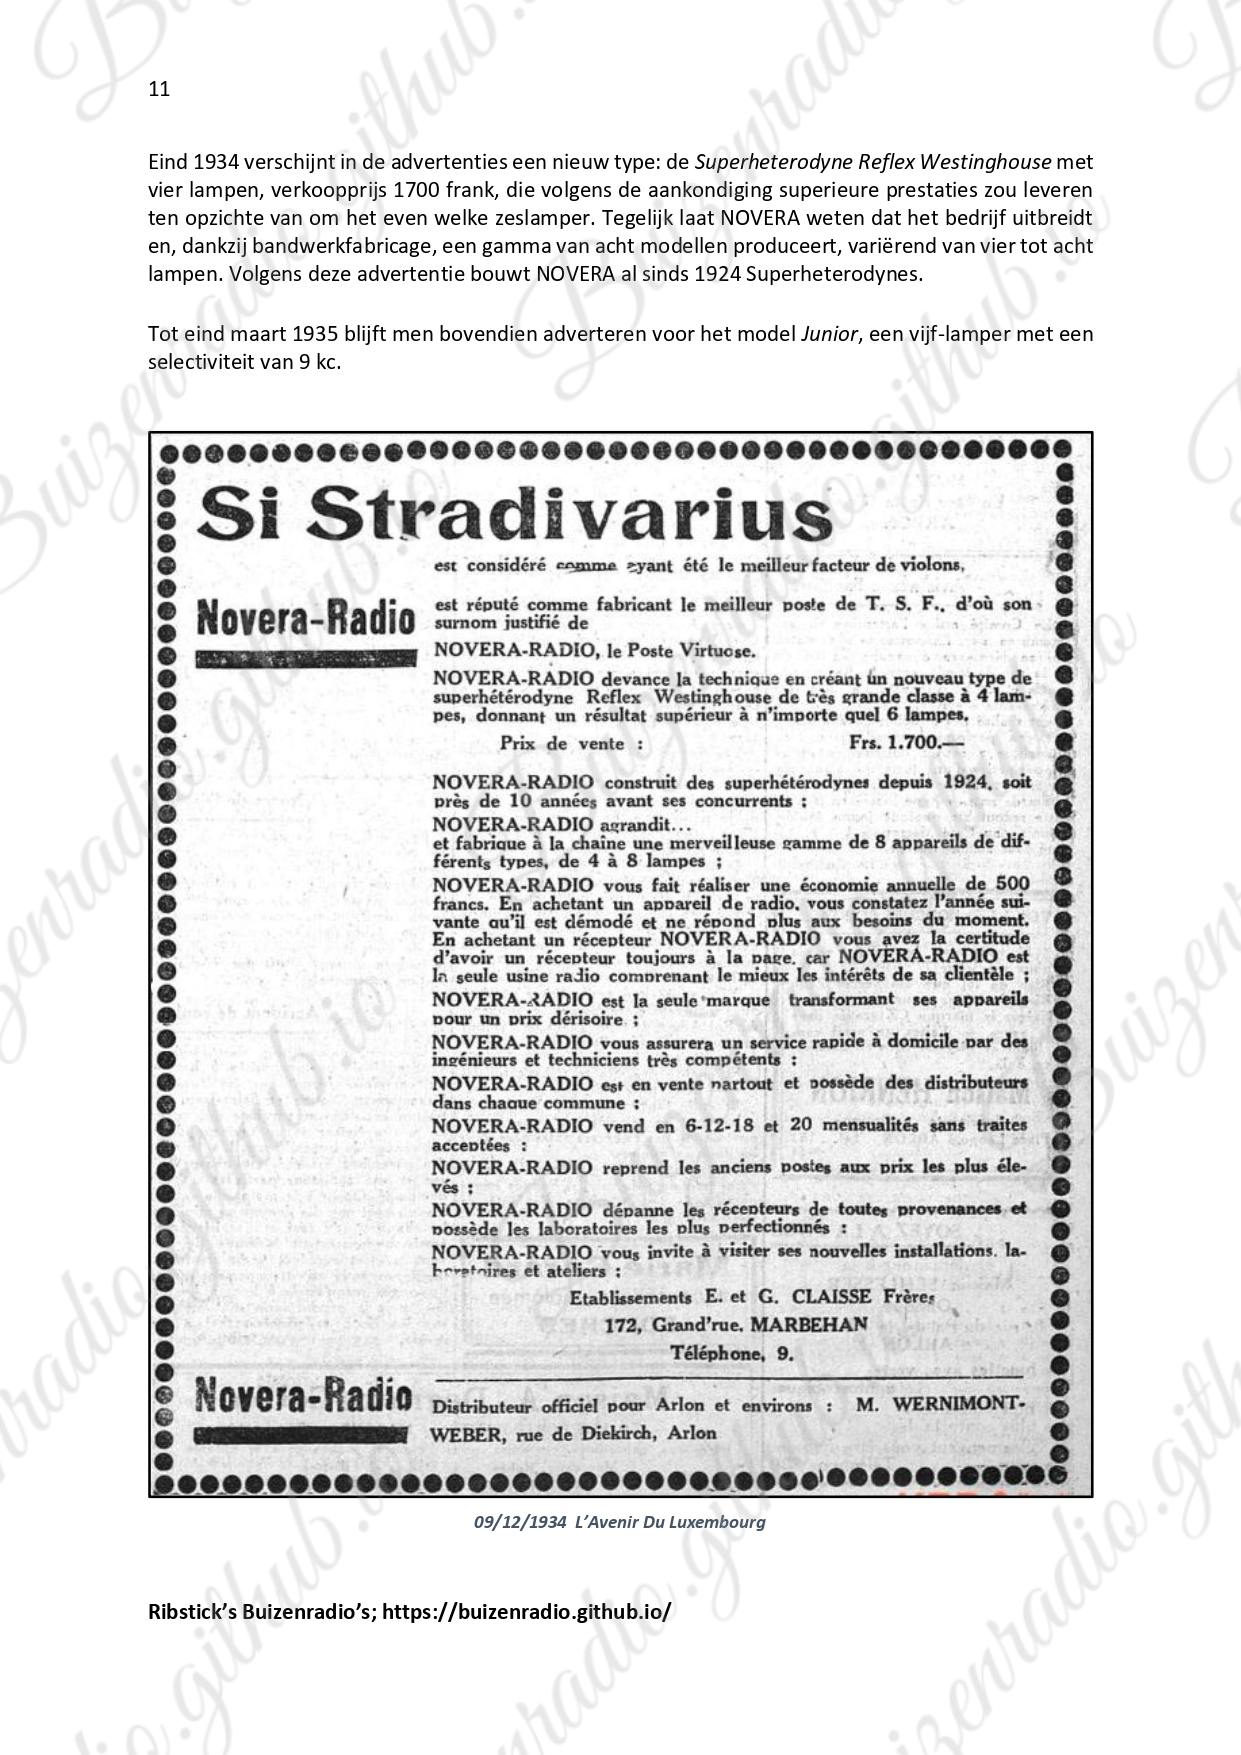 11
Eind 1934 verschijnt in de advertenties een nieuw type: de Superheterodyne Reflex Westinghouse met
vier lampen, verkoopprijs 1700 frank, die volgens de aankondiging superieure prestaties zou leveren
ten opzichte van om het even welke zeslamper. Tegelijk laat NOVERA weten dat het bedrijf uitbreidt
en, dankzij bandwerkfabricage, een gamma van acht modellen produceert, variërend van vier tot acht
lampen. Volgens deze advertentie bouwt NOVERA al sinds 1924 Superheterodynes.
Tot eind maart 1935 blijft men bovendien adverteren voor het model Junior, een vijf-lamper met een
selectiviteit van 9 kc.
Si Stradivarius
est considéré comme ayant été le meilleur facteur de violons,
Novera-Radio
est réputé comme fabricant le meilleur poste de T. S. F., d'où son
surnom justifié de
NOVERA-RADIO, le Poste Virtuose.
NOVERA-RADIO devance la technique en créant un nouveau type de
superhétérodyne Reflex Westinghouse de très grande classe à 4 lam-
pes, donnant un résultat supérieur à n'importe quel 6 lampes.
Prix de vente : Frs. 1.700.—
NOVERA-RADIO construit des superhétérodynes depuis 1924, soit
près de 10 années avant ses concurrents ;
NOVERA-RADIO agrandit...
et fabrique à la chaîne une merveilleuse gamme de 8 appareils de dif-
férents types, de 4 à 8 lampes ;
NOVERA-RADIO vous fait réaliser une économie annuelle de 500
francs. En achetant un appareil de radio, vous constatez l'année sui-
vante qu'il est démodé et ne répond plus aux besoins du moment.
En achetant un récepteur NOVERA-RADIO vous avez la certitude
d'avoir un récepteur toujours à la page, car NOVERA-RADIO est
la seule usine radio comprenant le mieux les intérêts de sa clientèle ;
NOVERA-RADIO est la seule marque transformant ses appareils
pour un prix dérisoire ;
NOVERA-RADIO vous assurera un service rapide à domicile par des
ingénieurs et techniciens très compétents :
NOVERA-RADIO est en vente partout et possède des distributeurs
dans chaque commune :
NOVERA-RADIO vend en 6-12-18 et 20 mensualités sans traites
acceptées :
NOVERA-RADIO reprend les anciens postes aux prix les plus éle-
vés :
NOVERA-RADIO dépanne les récepteurs de toutes provenances et
possède les laboratoires les plus perfectionnés :
NOVERA-RADIO vous invite à visiter ses nouvelles installations, la-
boratoires et ateliers :
Etablissements E. et G. CLAISSE Frères
172, Grand'rue. MARBEHAN
Téléphone, 9.
Novera-Radio
Distributeur officiel pour Arlon et environs : M. WERNIMONT-
WEBER, rue de Diekirch, Arlon
09/12/1934 L'Avenir Du Luxembourg
Ribstick's Buizenradio's; https://buizenradio.github.io/
Buizenradio.github.io